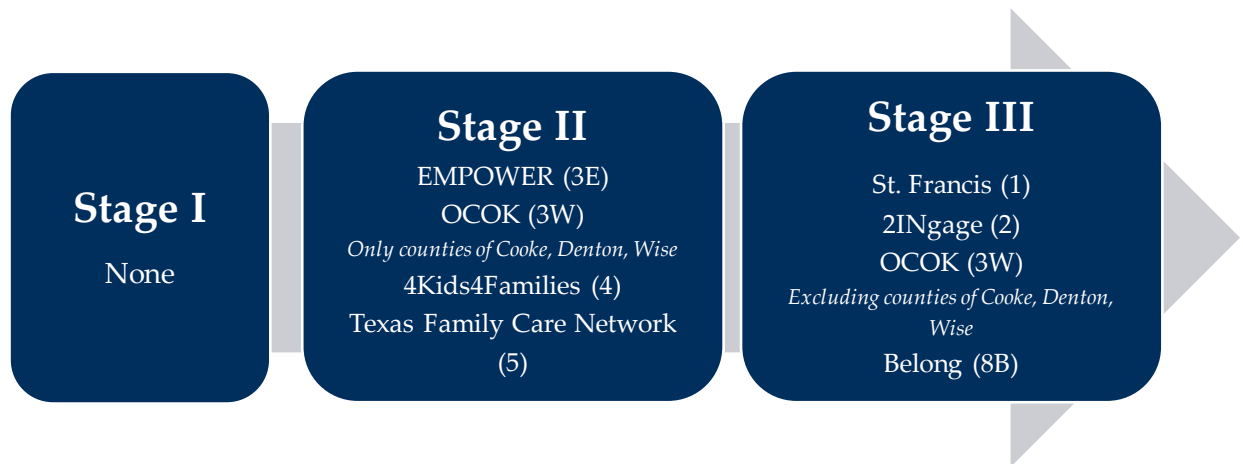 Stage I
None
Stage II
EMPOWER (3E)
OCOK (3W)
Only counties of Cooke, Denton, Wise
4Kids4Families (4)
Texas Family Care Network
(5)
Stage III
St. Francis (1)
2INgage (2)
OCOK (3W)
Excluding counties of Cooke, Denton,
Wise
Belong (8B)